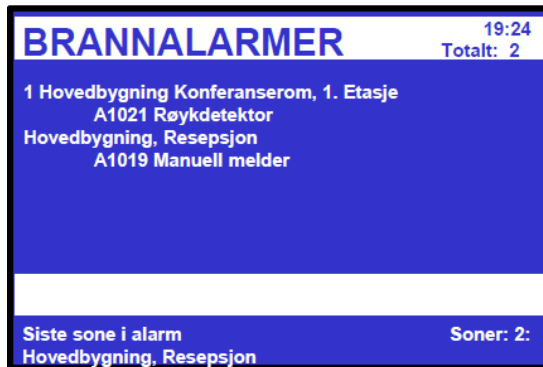 BRANNALARMER
19:24
Totalt: 2
1 Hovedbygning Konferanserom, 1. Etasje
A1021 Røykdetektor
Hovedbygning, Resepsjon
A1019 Manuell melder
Siste sone i alarm
Soner: 2:
Hovedbygning, Resepsjon